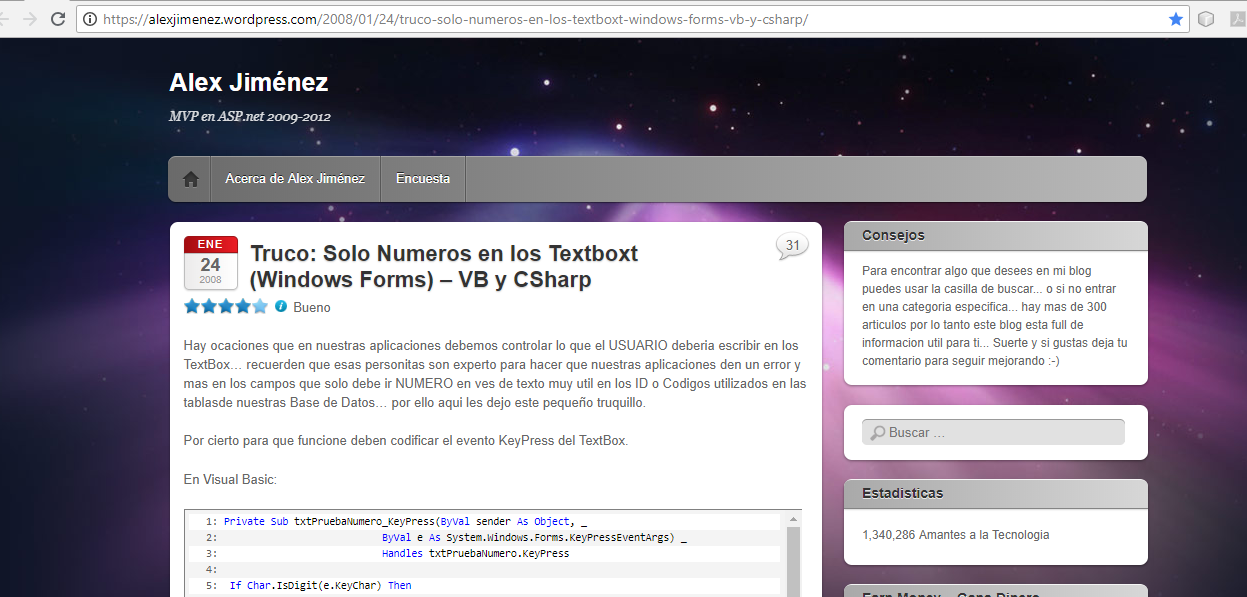 https://alexjimenez.wordpress.com/2008/01/24/truco-solo-numeros-en-los-textboxt-windows-forms-vb-y-csharp/
Alex Jiménez
MVP en ASP.net 2009-2012
Acerca de Alex Jiménez
Encuesta
ENE
24
2008
Truco: Solo Numeros en los Textboxt
(Windows Forms) – VB y CSharp
31
Bueno
Hay ocaciones que en nuestras aplicaciones debemos controlar lo que el USUARIO deberia escribir en los
TextBox… recuerden que esas personitas son experto para hacer que nuestras aplicaciones den un error y
mas en los campos que solo debe ir NUMERO en ves de texto muy util en los ID o Codigos utilizados en las
tablasde nuestras Base de Datos… por ello aqui les dejo este pequeño truquillo.
Por cierto para que funcione deben codificar el evento KeyPress del TextBox.
En Visual Basic:
1: Private Sub txtPruebaNumero_KeyPress(ByVal sender As Object, _
2: ByVal e As System.Windows.Forms.KeyPressEventArgs) _
3: Handles txtPruebaNumero.KeyPress
4:
5: If Char.IsDigit(e.KeyChar) Then
Consejos
Para encontrar algo que desees en mi blog
puedes usar la casilla de buscar... o si no entrar
en una categoria especifica... hay mas de 300
articulos por lo tanto este blog esta full de
informacion util para ti... Suerte y si gustas deja tu
comentario para seguir mejorando :-)
Buscar …
Estadisticas
1,340,286 Amantes a la Tecnologia
Earn Money – Gana Dinero